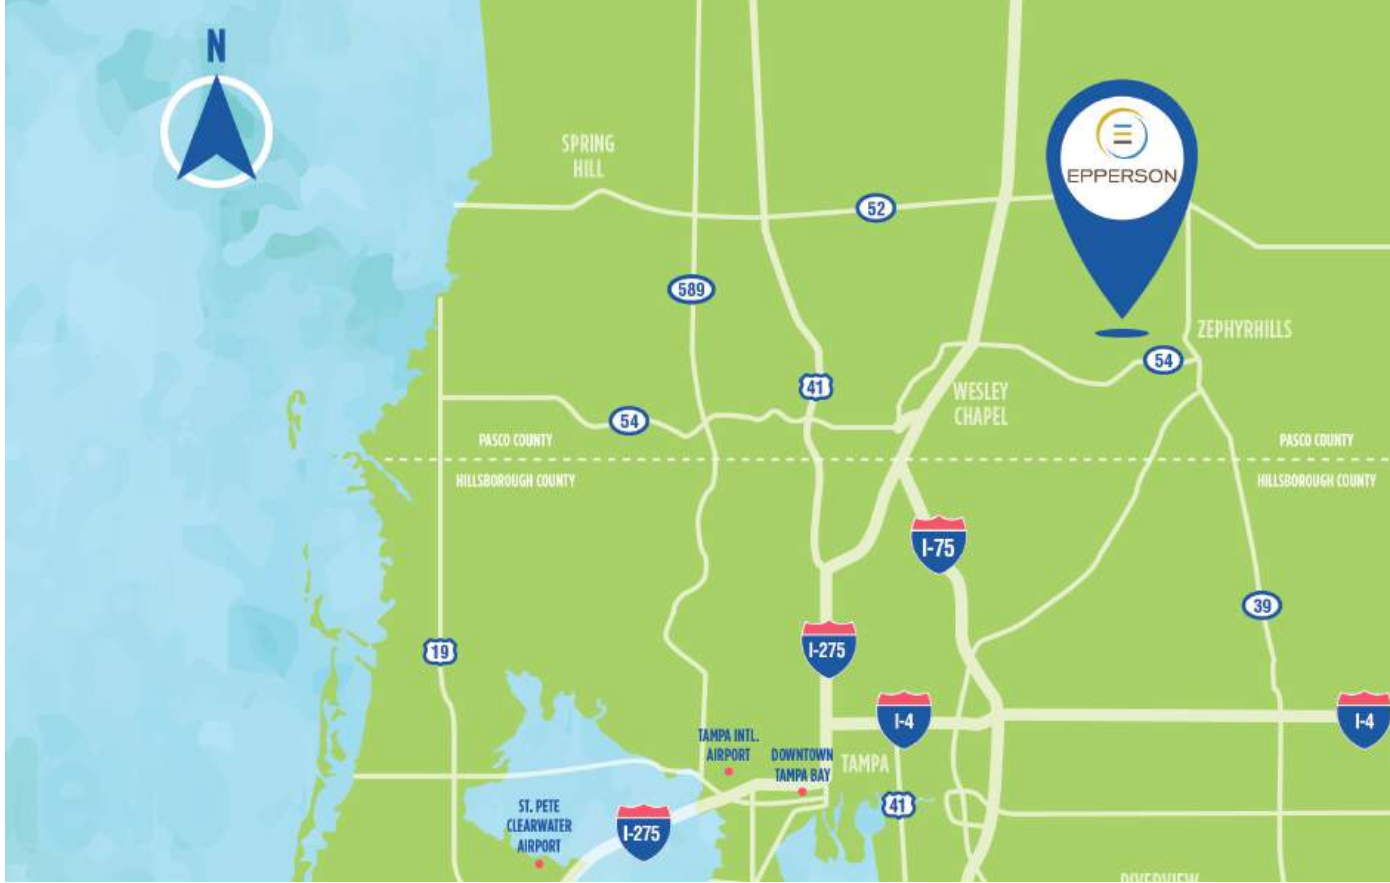 N
SPRING
HILL
EPPERSON
52
589
ZEPHYRHILLS
54
41
WESLEY
CHAPEL
54
PASCO COUNTY
PASCO COUNTY
HILLSBOROUGH COUNTY
HILLSBOROUGH COUNTY
I-75
39
19
I-275
I-4
I-4
TAMPA INTL.
AIRPORT
DOWNTOWN
TAMPA BAY
TAMPA
41
ST. PETE
CLEARWATER
AIRPORT
I-275
RIVERVIEW